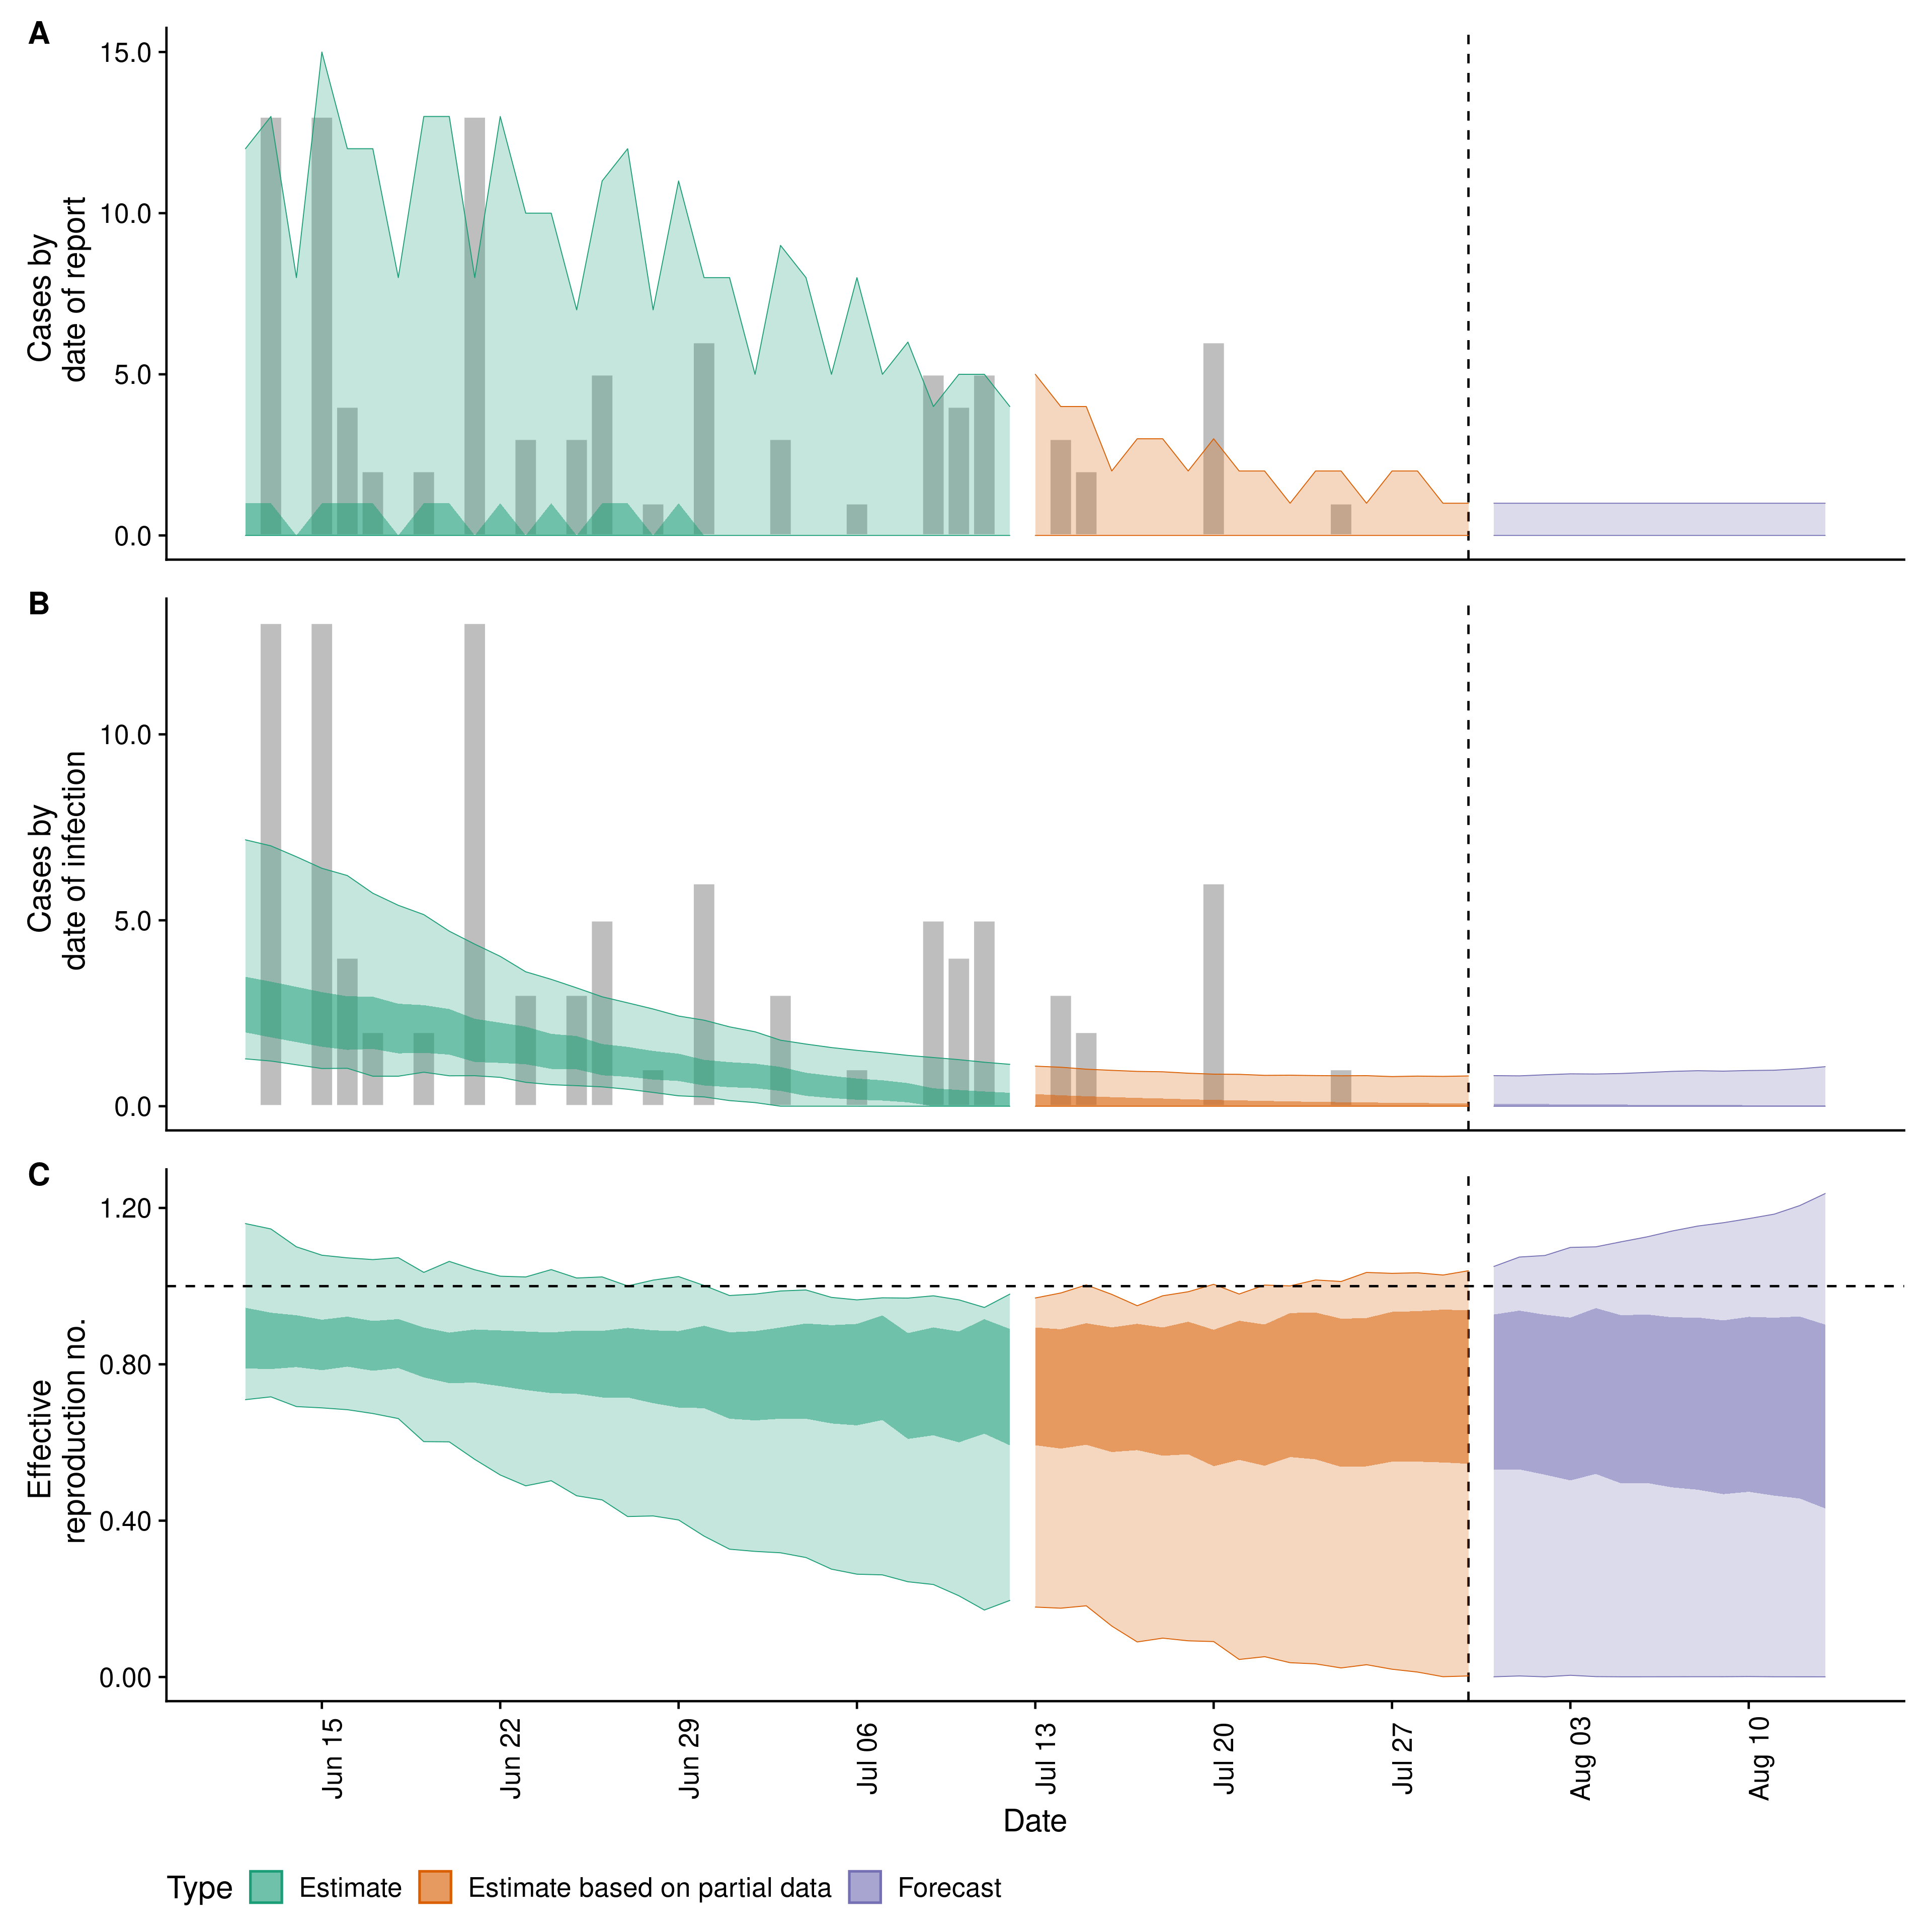 A
15.0
10.0
5.0
0.0
Cases by
date of report
B
10.0
5.0
0.0
Cases by
date of infection
C
1.20
0.80
0.40
0.00
Effective
reproduction no.
Jun 15
Jun 22
Jun 29
Jul 06
Jul 13
Jul 20
Jul 27
Aug 03
Aug 10
Date
Type Estimate Estimate based on partial data Forecast